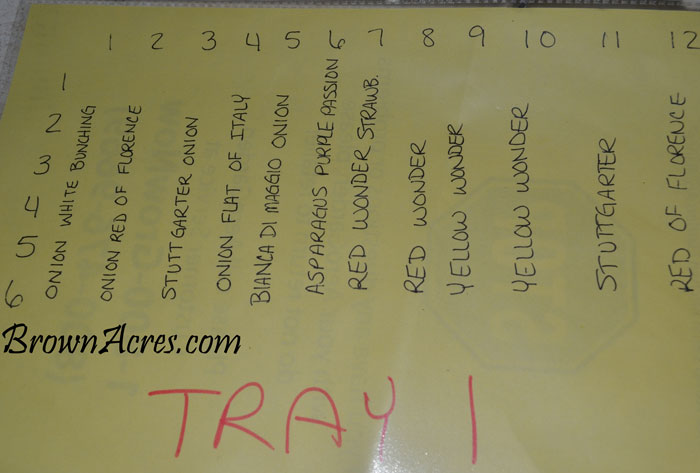 1 2 3 4 5 6 7 8 9 10 11 12
1
2
3
4
5
6
ONION WHITE BUNCHING
ONION RED OF FLORENCE
STUTTGARTER ONION
ONION FLAT OF ITALY
BIANCA DI MAGGIO ONION
ASPARAGUS PURPLE PASSION
RED WONDER STRAWB.
RED WONDER
YELLOW WONDER
YELLOW WONDER
STUTTGARTER
RED OF FLORENCE
BrownAcres.com
TRAY 1